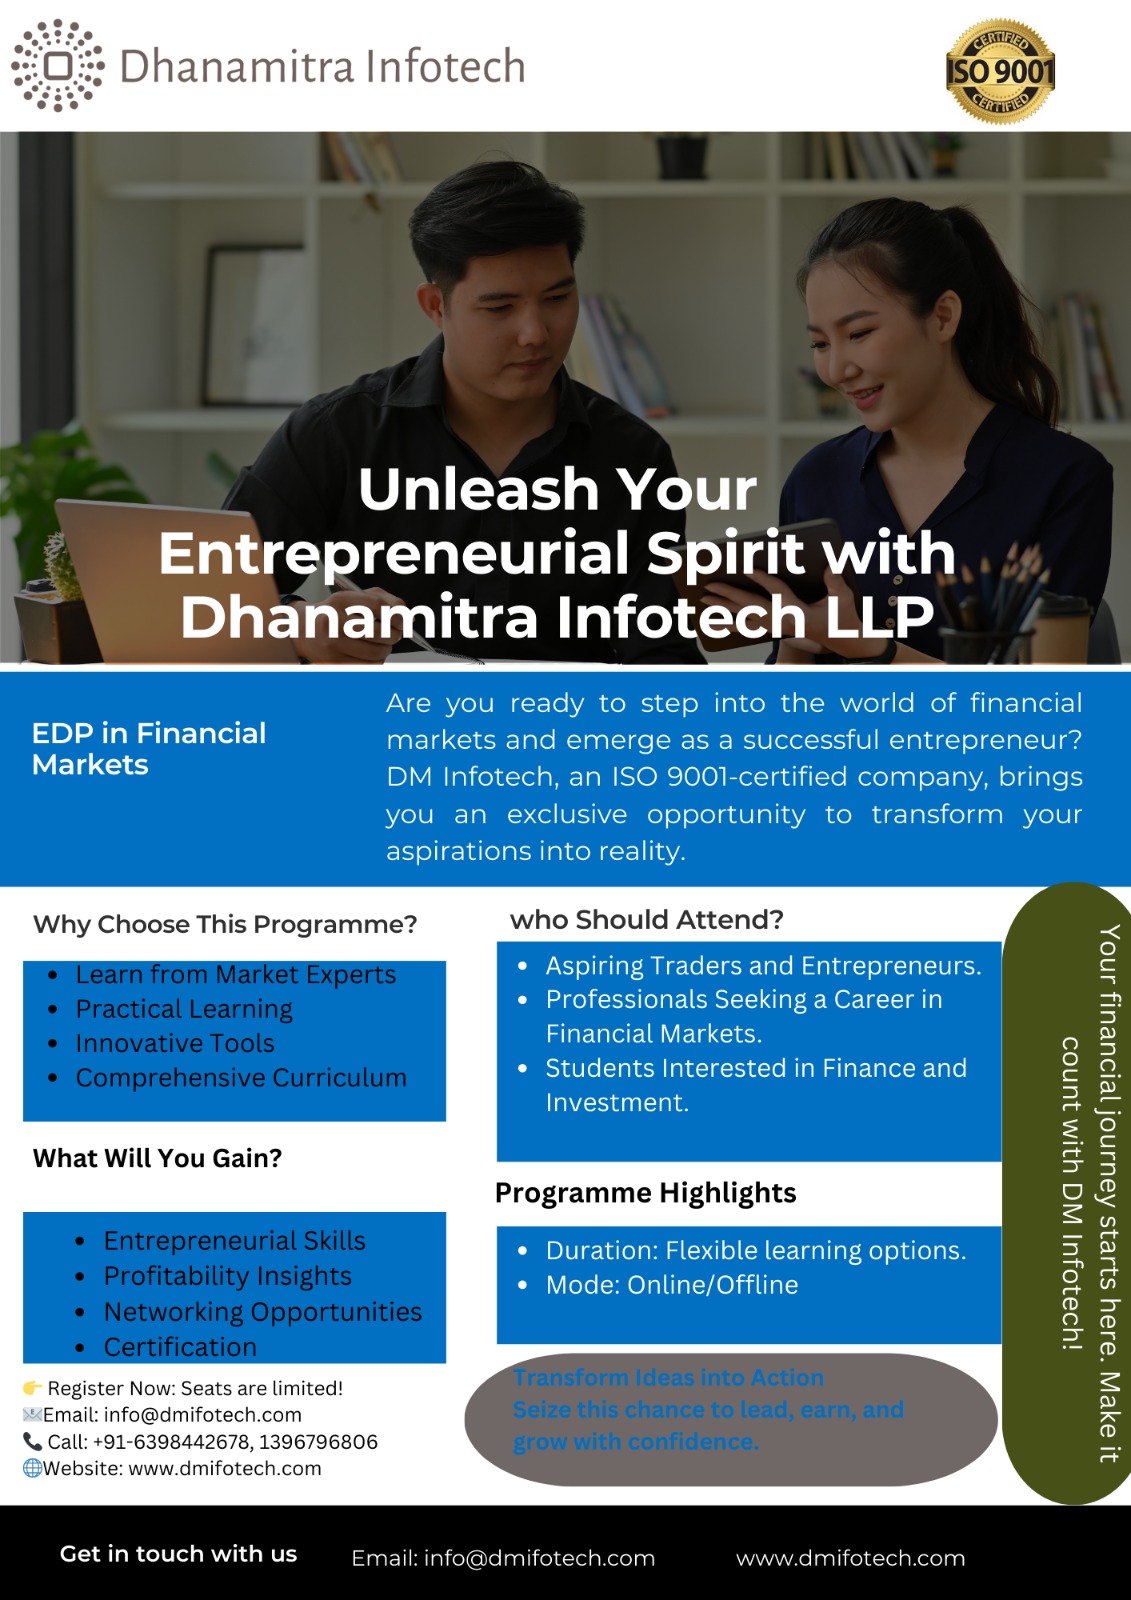 Dhanamitra Infotech
CERTIFIED
ISO 9001
CERTIFIED
Unleash Your
Entrepreneurial Spirit with
Dhanamitra Infotech LLP
EDP in Financial
Markets
Are you ready to step into the world of financial
markets and emerge as a successful entrepreneur?
DM Infotech, an ISO 9001-certified company, brings
you an exclusive opportunity to transform your
aspirations into reality.
Why Choose This Programme?
• Learn from Market Experts
• Practical Learning
• Innovative Tools
• Comprehensive Curriculum
What Will You Gain?
• Entrepreneurial Skills
• Profitability Insights
• Networking Opportunities
• Certification
👉 Register Now: Seats are limited!
📧Email: info@dmifotech.com
📞 Call: +91-6398442678, 1396796806
🌐Website: www.dmifotech.com
who Should Attend?
• Aspiring Traders and Entrepreneurs.
• Professionals Seeking a Career in
Financial Markets.
• Students Interested in Finance and
Investment.
Programme Highlights
• Duration: Flexible learning options.
• Mode: Online/Offline
Transform Ideas into Action
Seize this chance to lead, earn, and
grow with confidence.
Your financial journey starts here. Make it
count with DM Infotech!
Get in touch with us
Email: info@dmifotech.com
www.dmifotech.com